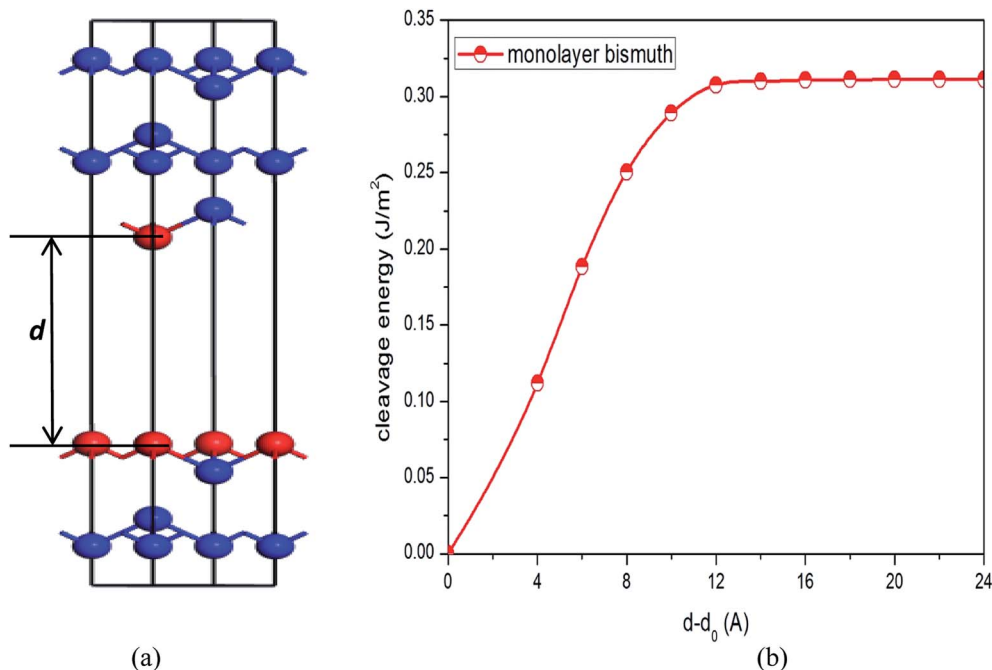 d
(a)
monolayer bismuth
cleavage energy (J/m²)
0.35
0.30
0.25
0.20
0.15
0.10
0.05
0.00
0 4 8 12 16 20 24
d-d₀ (A)
(b)